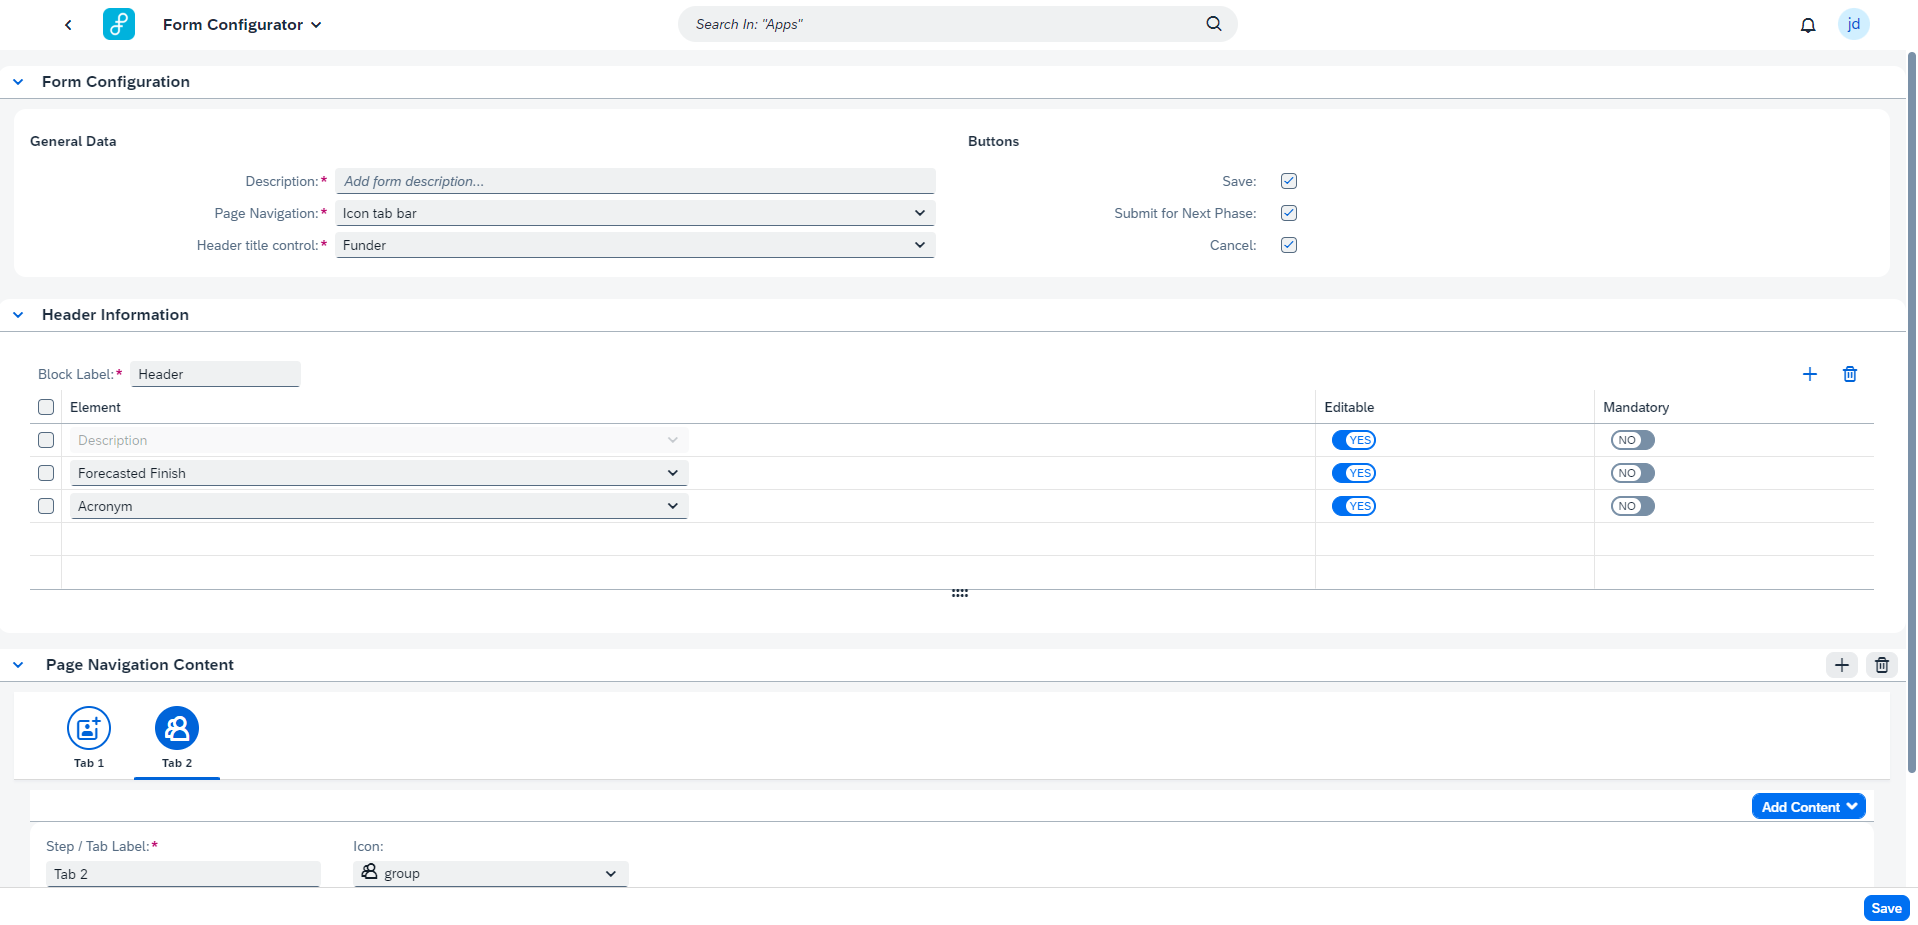 Form Configurator
Search In: "Apps"
jd
Form Configuration
General Data
Buttons
Description:* Add form description...
Save:
Page Navigation:* Icon tab bar
Submit for Next Phase:
Header title control:* Funder
Cancel:
Header Information
Block Label:* Header
Element Editable Mandatory
Description YES NO
Forecasted Finish YES NO
Acronym YES NO
Page Navigation Content
Tab 1 Tab 2
Add Content
Step / Tab Label:* Icon:
Tab 2 group
Save